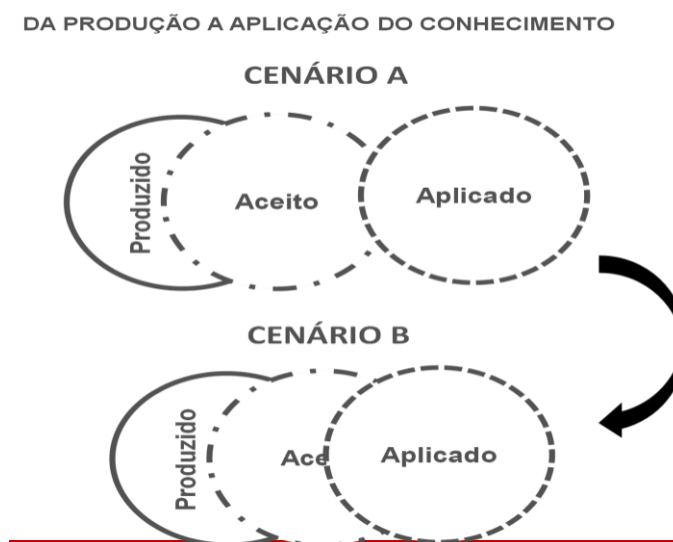 DA PRODUÇÃO A APLICAÇÃO DO CONHECIMENTO
CENÁRIO A
Produzido
Aceito
Aplicado
CENÁRIO B
Produzido
Ace
Aplicado